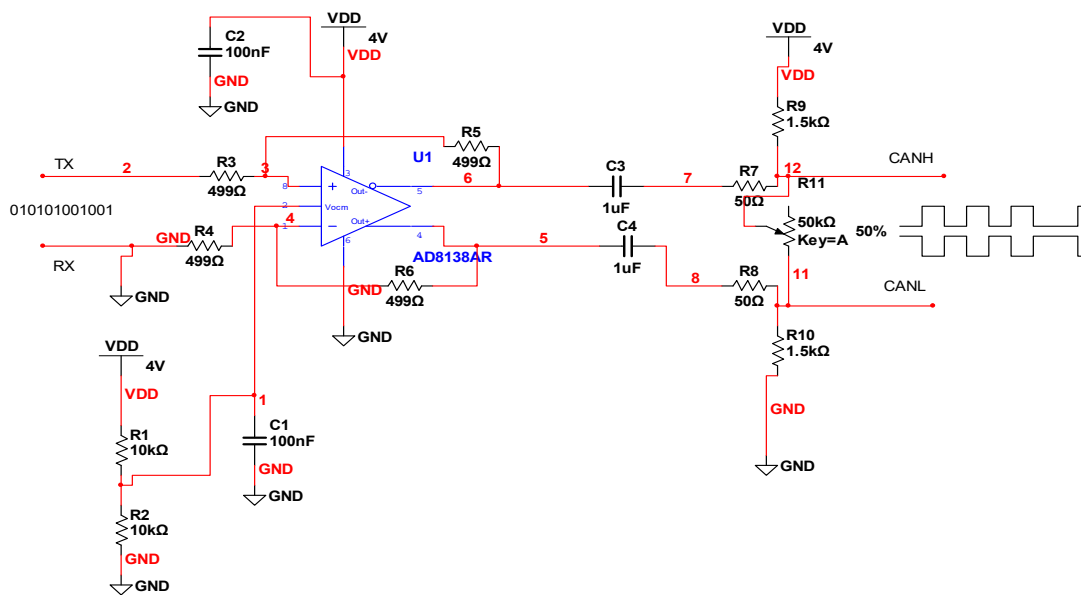 VDD
4V
VDD
C2
100nF
GND
GND
VDD
4V
VDD
R9
1.5kΩ
TX
2
R3
499Ω
3
R5
499Ω
U1
8
3
Out-
5
6
2
Vocm
1
Out+
4
6
AD8138AR
C3
1uF
7
R7
50Ω
12
R11
CANH
50kΩ
Key=A
50%
010101001001
RX
GND
R4
499Ω
4
GND
GND
R6
499Ω
GND
5
C4
1uF
8
R8
50Ω
11
CANL
R10
1.5kΩ
GND
GND
VDD
4V
VDD
R1
10kΩ
1
C1
100nF
GND
GND
R2
10kΩ
GND
GND